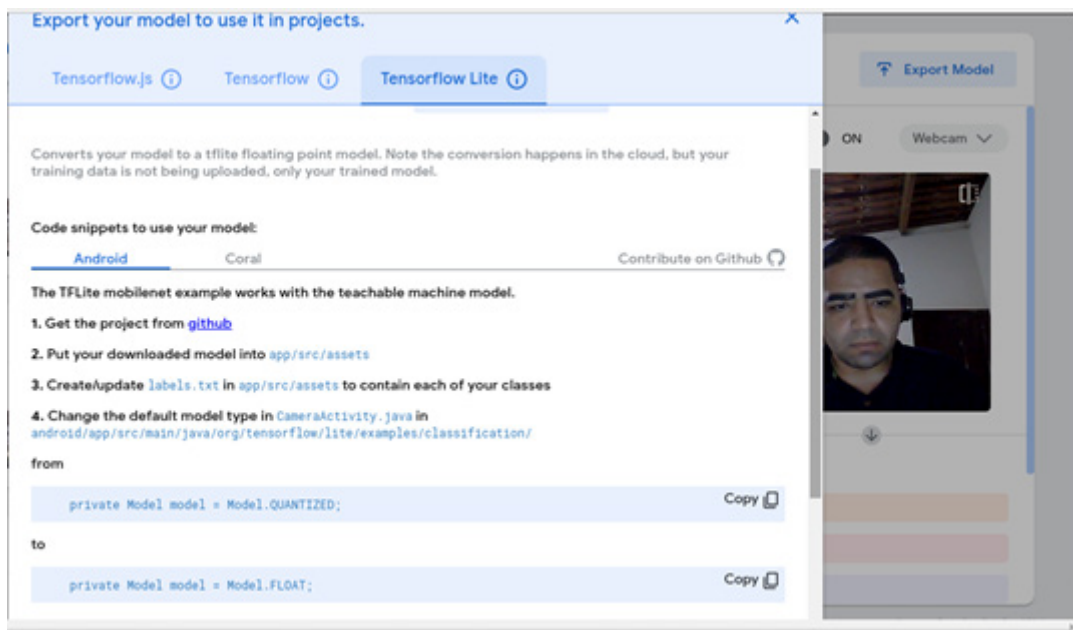 Export your model to use it in projects.
Tensorflow.js
Tensorflow
Tensorflow Lite
Export Model
ON
Webcam
Converts your model to a tflite floating point model. Note the conversion happens in the cloud, but your
training data is not being uploaded, only your trained model.
Code snippets to use your model:
Android
Coral
Contribute on Github
The TFLite mobilenet example works with the teachable machine model.
1. Get the project from github
2. Put your downloaded model into app/src/assets
3. Create/update labels.txt in app/src/assets to contain each of your classes
4. Change the default model type in CameraActivity.java in
android/app/src/main/java/org/tensorflow/lite/examples/classification/
from
private Model model = Model.QUANTIZED;
Copy
to
private Model model = Model.FLOAT;
Copy